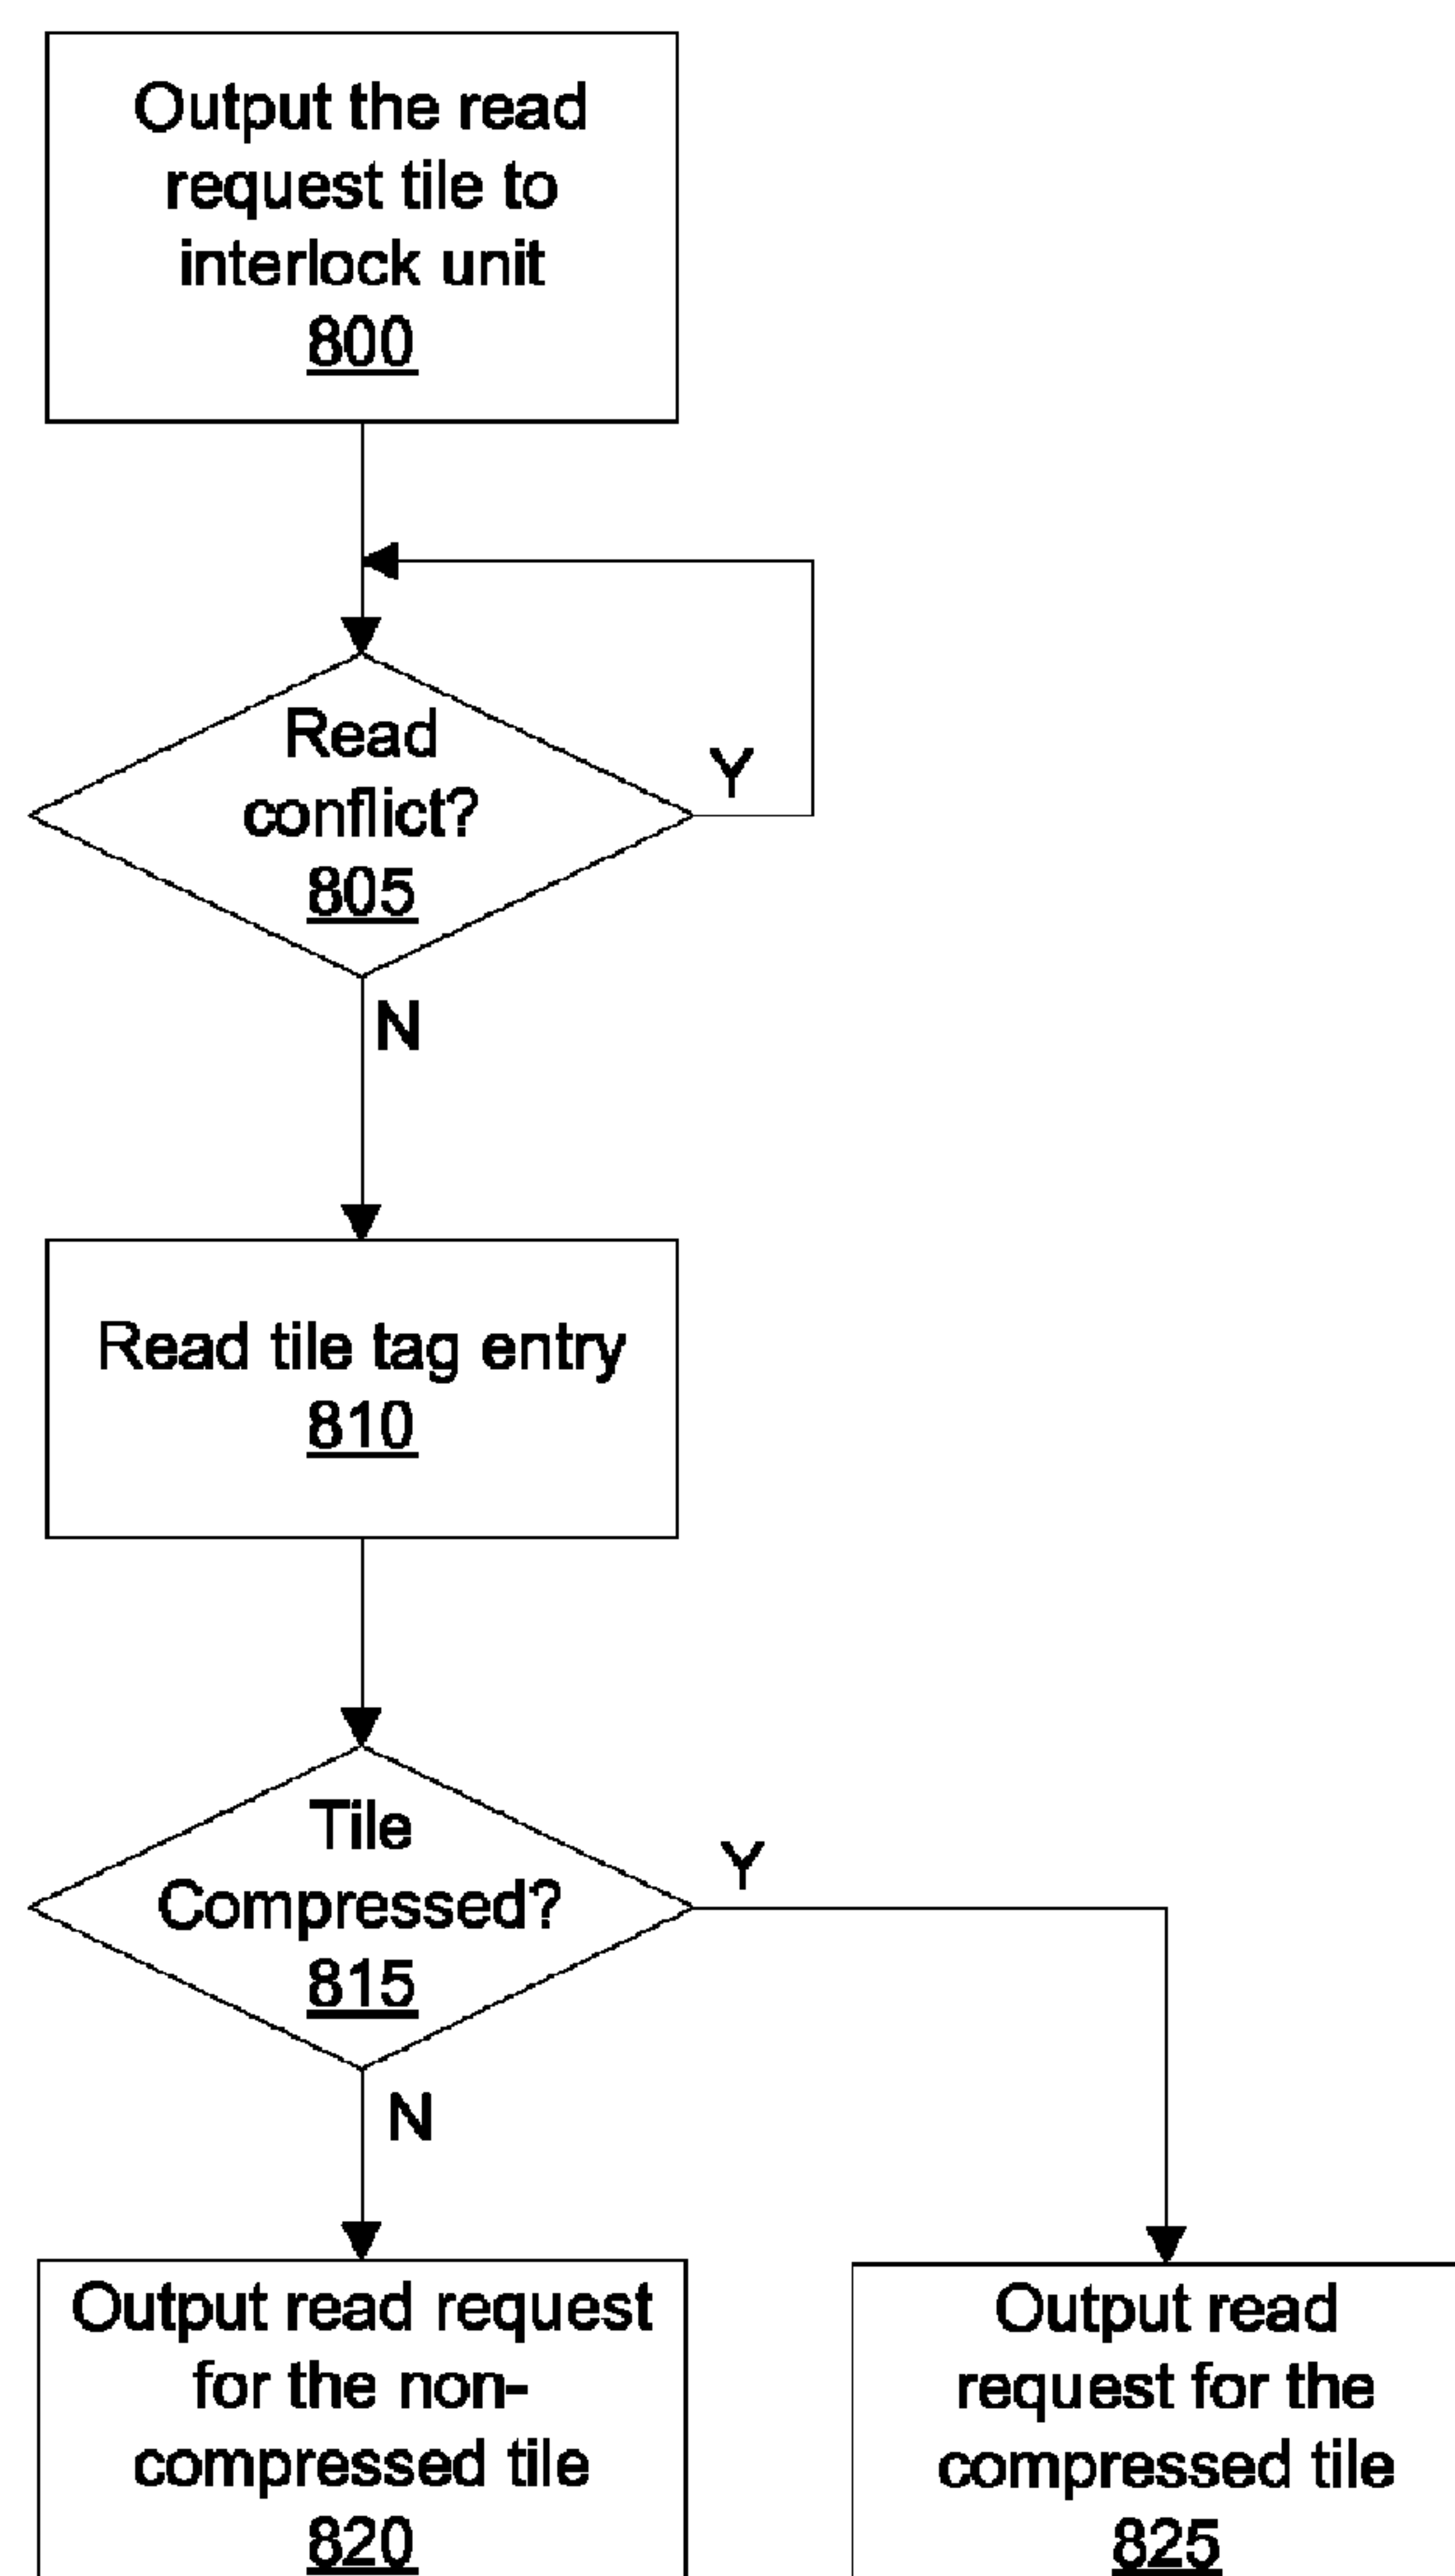 Output the read
request tile to
interlock unit
800
Read
conflict?
805
Y
N
Read tile tag entry
810
Tile
Compressed?
815
Y
N
Output read request
for the non-
compressed tile
820
Output read
request for the
compressed tile
825